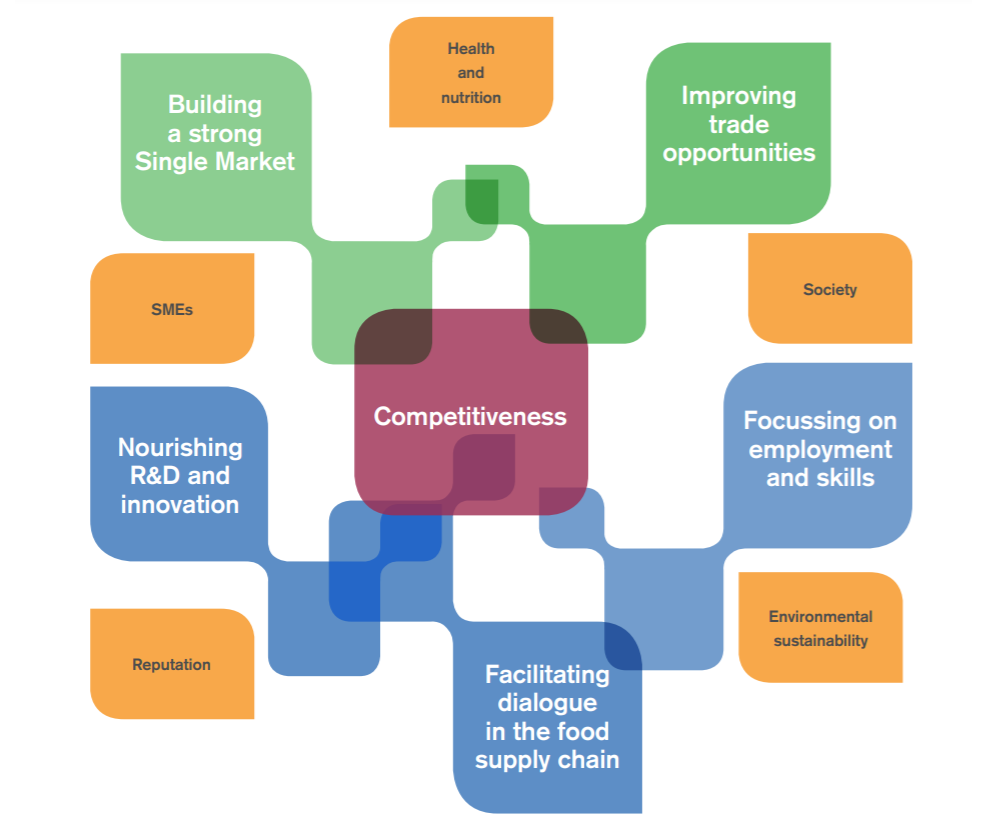 Health
and
nutrition
Building
a strong
Single Market
Improving
trade
opportunities
SMEs
Society
Competitiveness
Nourishing
R&D and
innovation
Focussing on
employment
and skills
Reputation
Environmental
sustainability
Facilitating
dialogue
in the food
supply chain